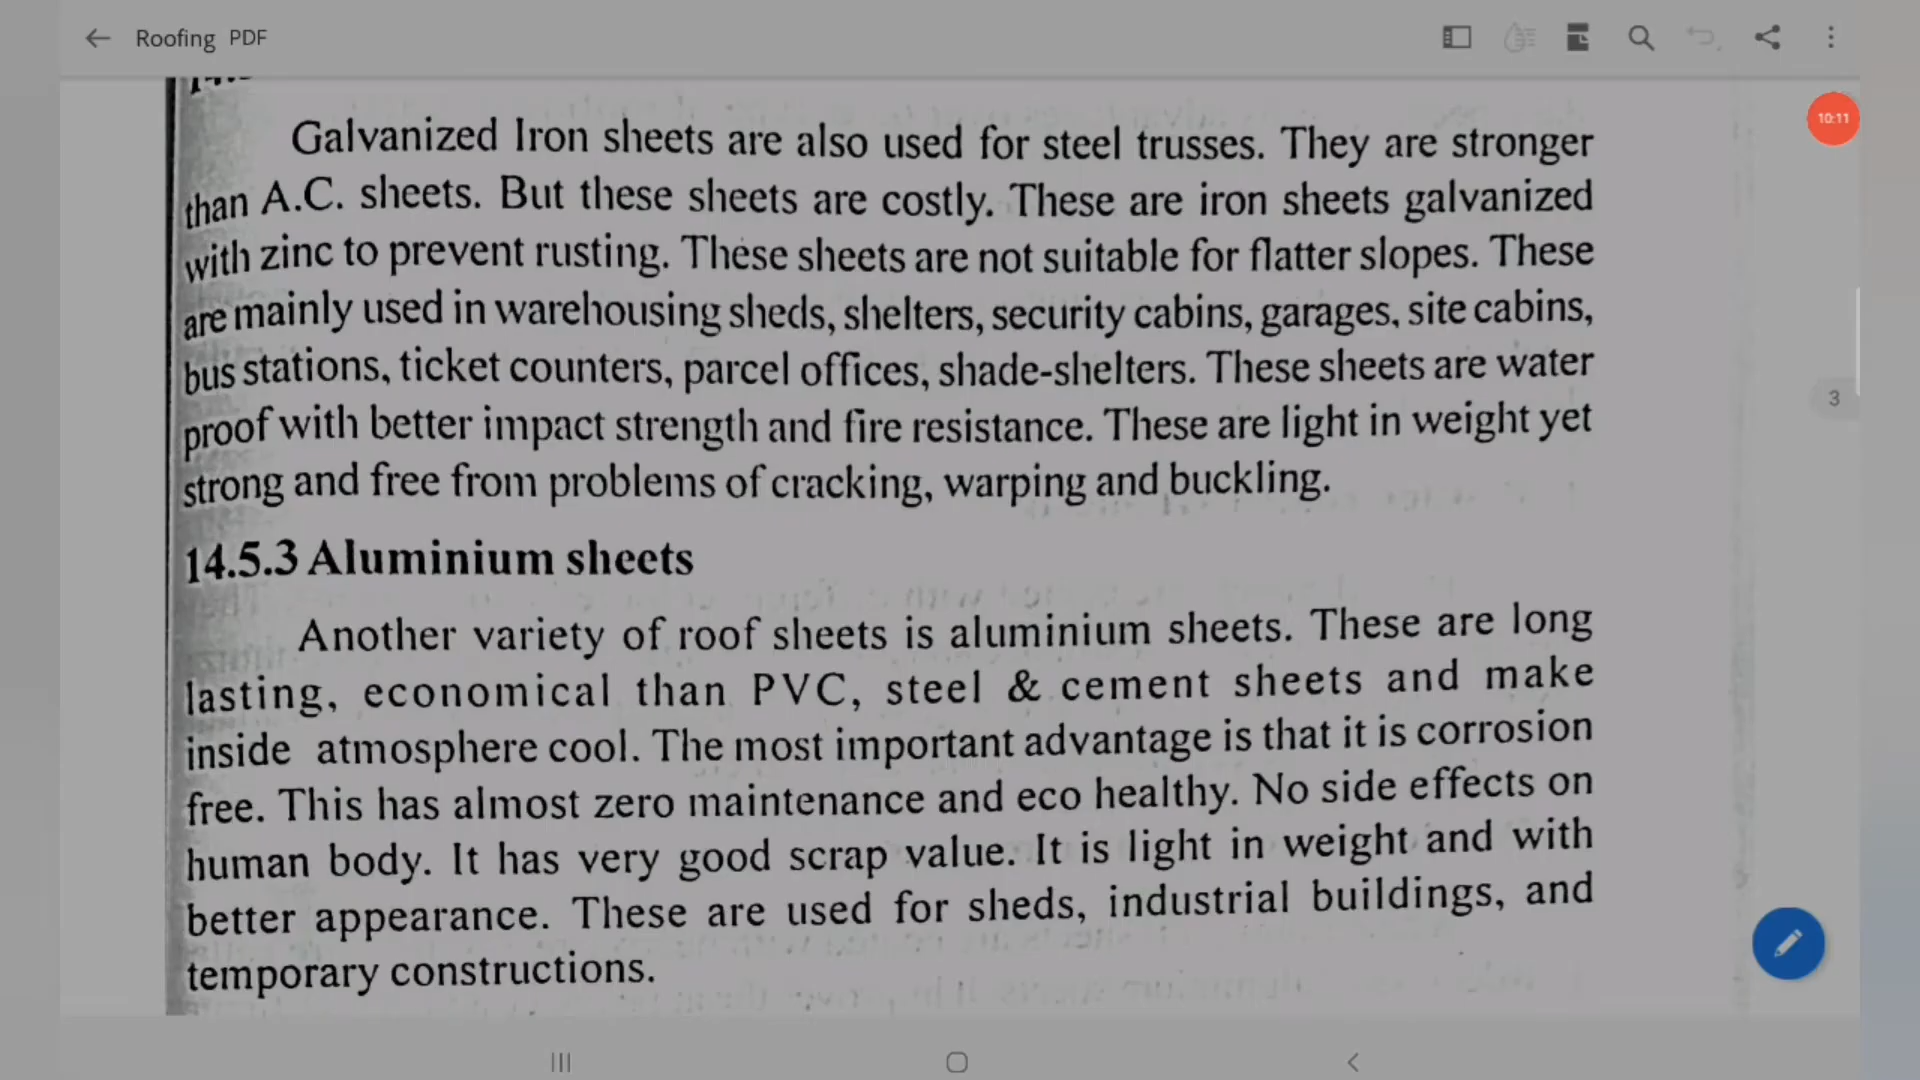 Roofing PDF
10:11
Galvanized Iron sheets are also used for steel trusses. They are stronger
than A.C. sheets. But these sheets are costly. These are iron sheets galvanized
with zinc to prevent rusting. These sheets are not suitable for flatter slopes. These
are mainly used in warehousing sheds, shelters, security cabins, garages, site cabins,
bus stations, ticket counters, parcel offices, shade-shelters. These sheets are water
proof with better impact strength and fire resistance. These are light in weight yet
strong and free from problems of cracking, warping and buckling.
3
14.5.3 Aluminium sheets
Another variety of roof sheets is aluminium sheets. These are long
lasting, economical than PVC, steel & cement sheets and make
inside atmosphere cool. The most important advantage is that it is corrosion
free. This has almost zero maintenance and eco healthy. No side effects on
human body. It has very good scrap value. It is light in weight and with
better appearance. These are used for sheds, industrial buildings, and
temporary constructions.